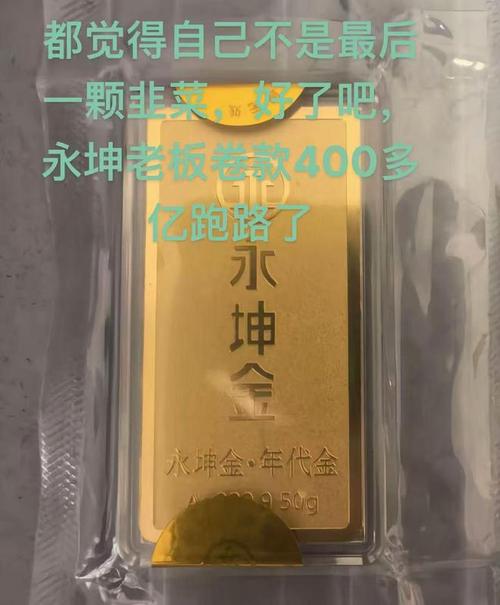 都觉得自己不是最后
一颗韭菜，好了吧，
永坤老板卷款400多
亿跑路了
永
坤
金
永坤金·年代金
50g